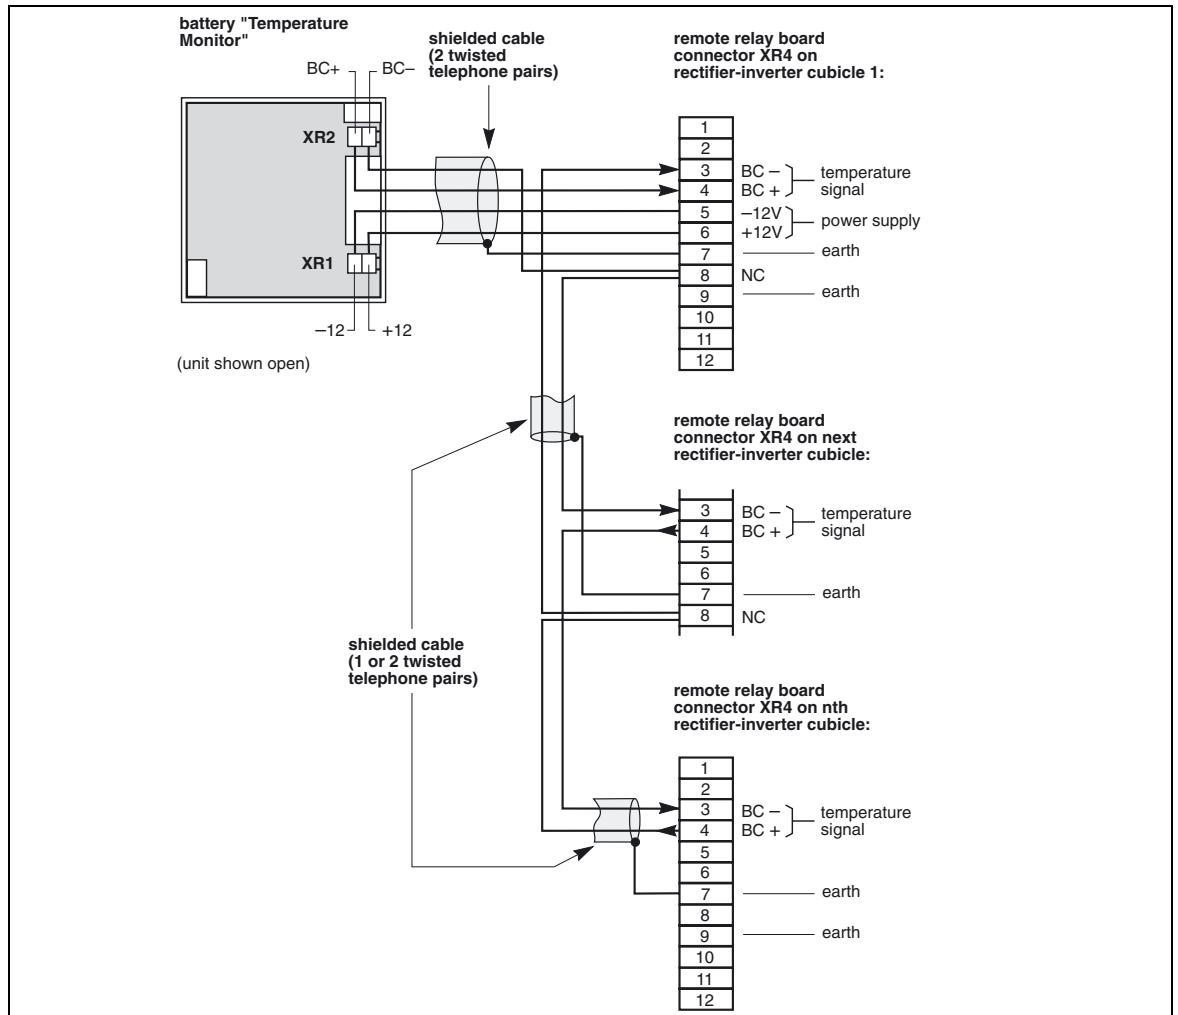 battery "Temperature
Monitor"
BC+
BC–
XR2
XR1
–12
+12
(unit shown open)
shielded cable
(2 twisted
telephone pairs)
remote relay board
connector XR4 on
rectifier-inverter cubicle 1:
1
2
3 BC –
4 BC +
temperature
signal
5 –12V
6 +12V
power supply
7 earth
8 NC
9 earth
10
11
12
remote relay board
connector XR4 on next
rectifier-inverter cubicle:
3 BC –
4 BC +
temperature
signal
5
6
7 earth
8 NC
shielded cable
(1 or 2 twisted
telephone pairs)
remote relay board
connector XR4 on nth
rectifier-inverter cubicle:
1
2
3 BC –
4 BC +
temperature
signal
5
6
7 earth
8
9 earth
10
11
12